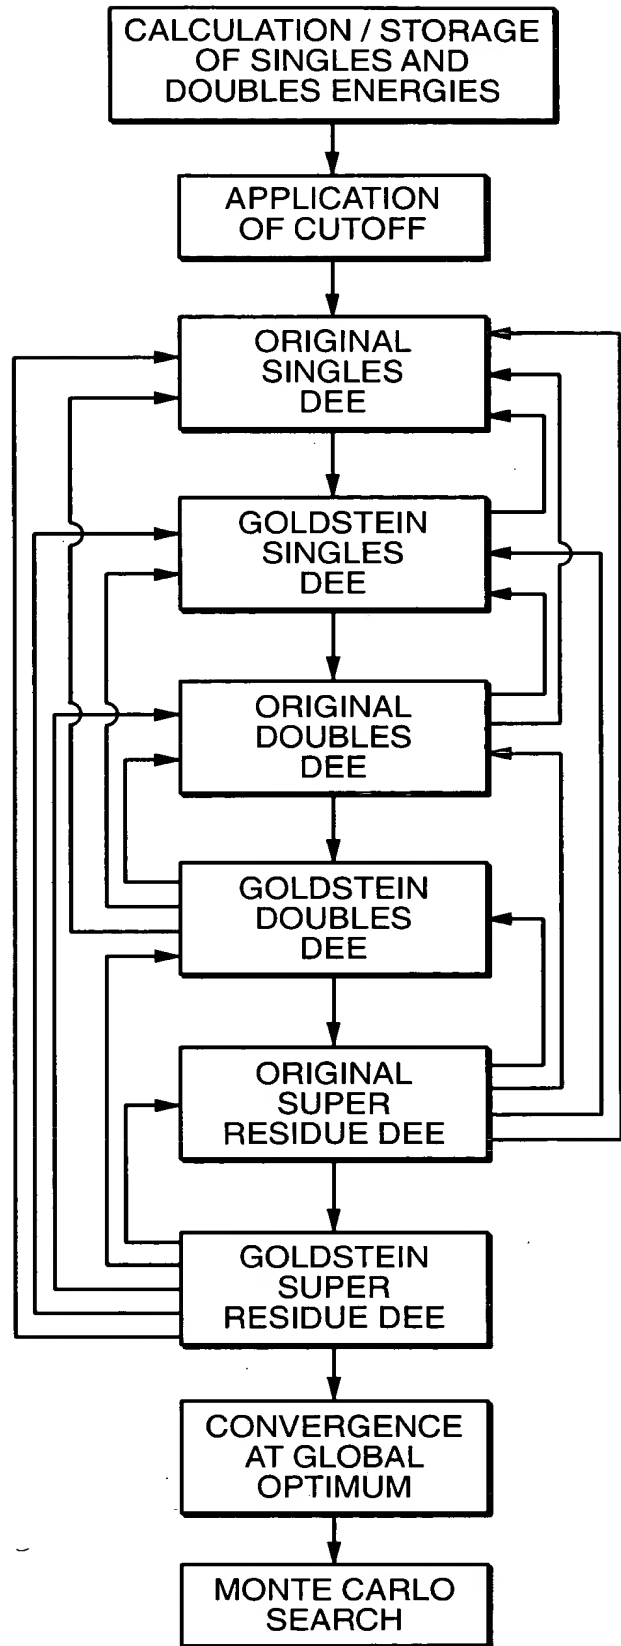 CALCULATION / STORAGE
OF SINGLES AND
DOUBLES ENERGIES
APPLICATION
OF CUTOFF
ORIGINAL
SINGLES
DEE
GOLDSTEIN
SINGLES
DEE
ORIGINAL
DOUBLES
DEE
GOLDSTEIN
DOUBLES
DEE
ORIGINAL
SUPER
RESIDUE DEE
GOLDSTEIN
SUPER
RESIDUE DEE
CONVERGENCE
AT GLOBAL
OPTIMUM
MONTE CARLO
SEARCH